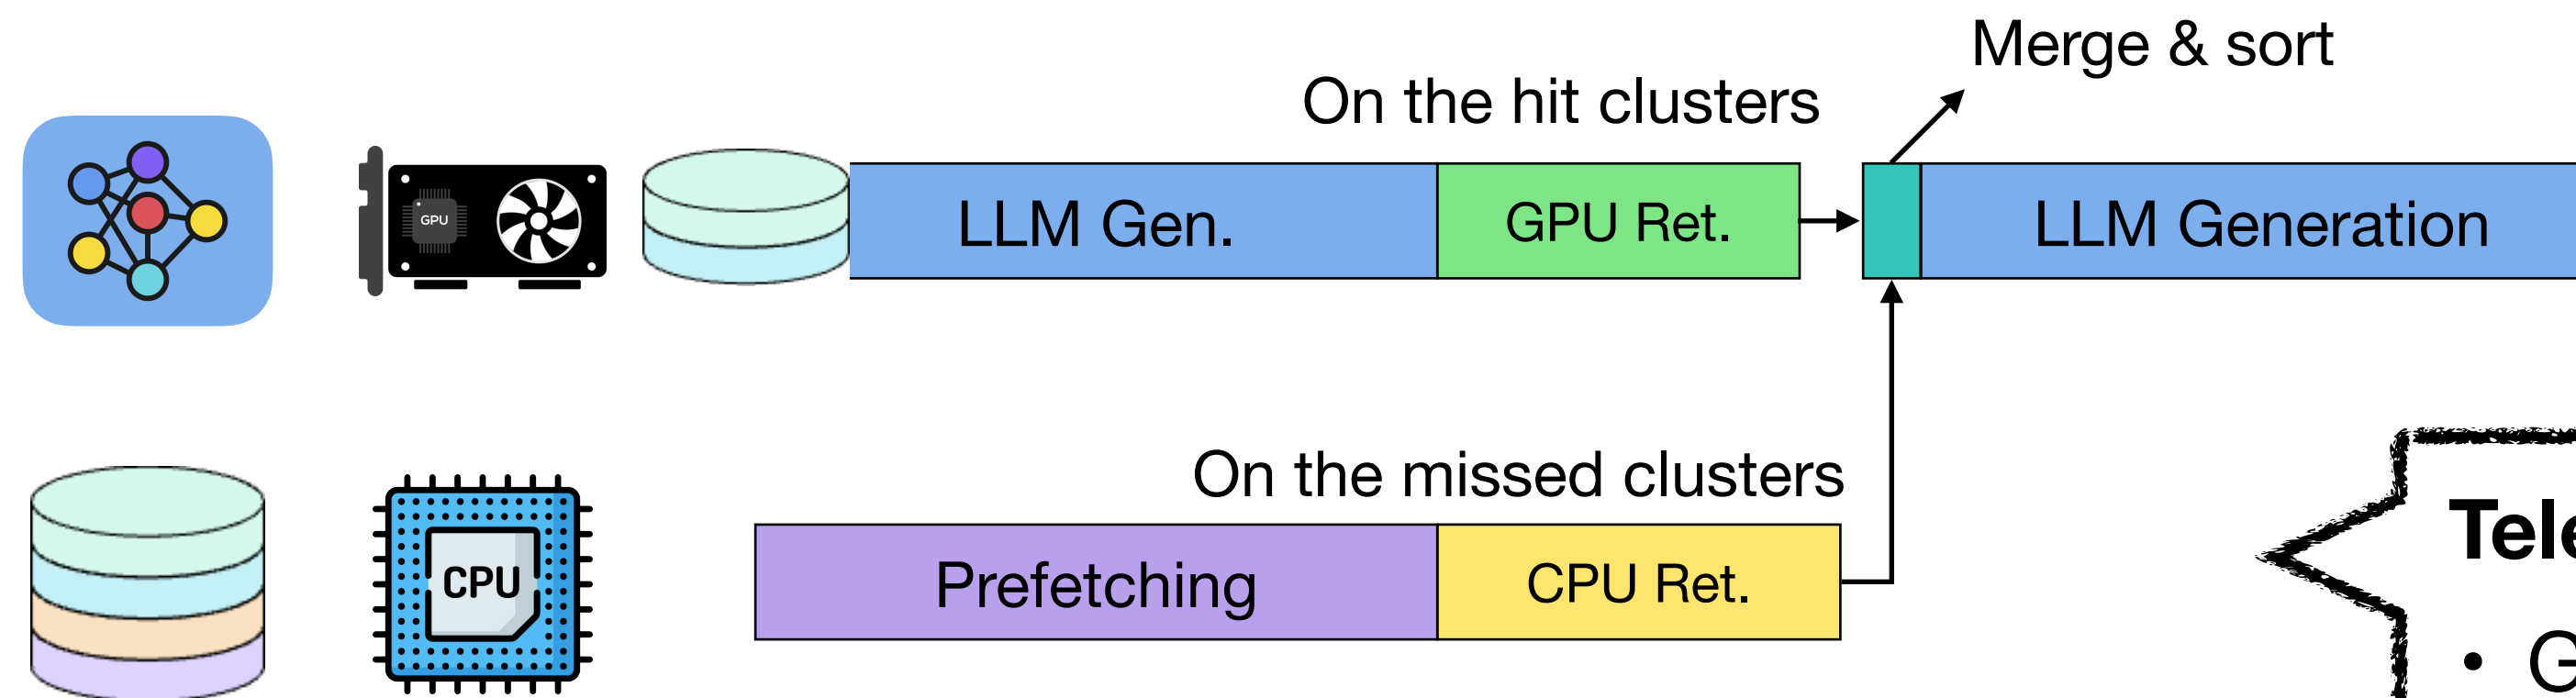 Merge & sort
On the hit clusters
GPU
LLM Gen.
GPU Ret.
LLM Generation
On the missed clusters
CPU
Prefetching
CPU Ret.